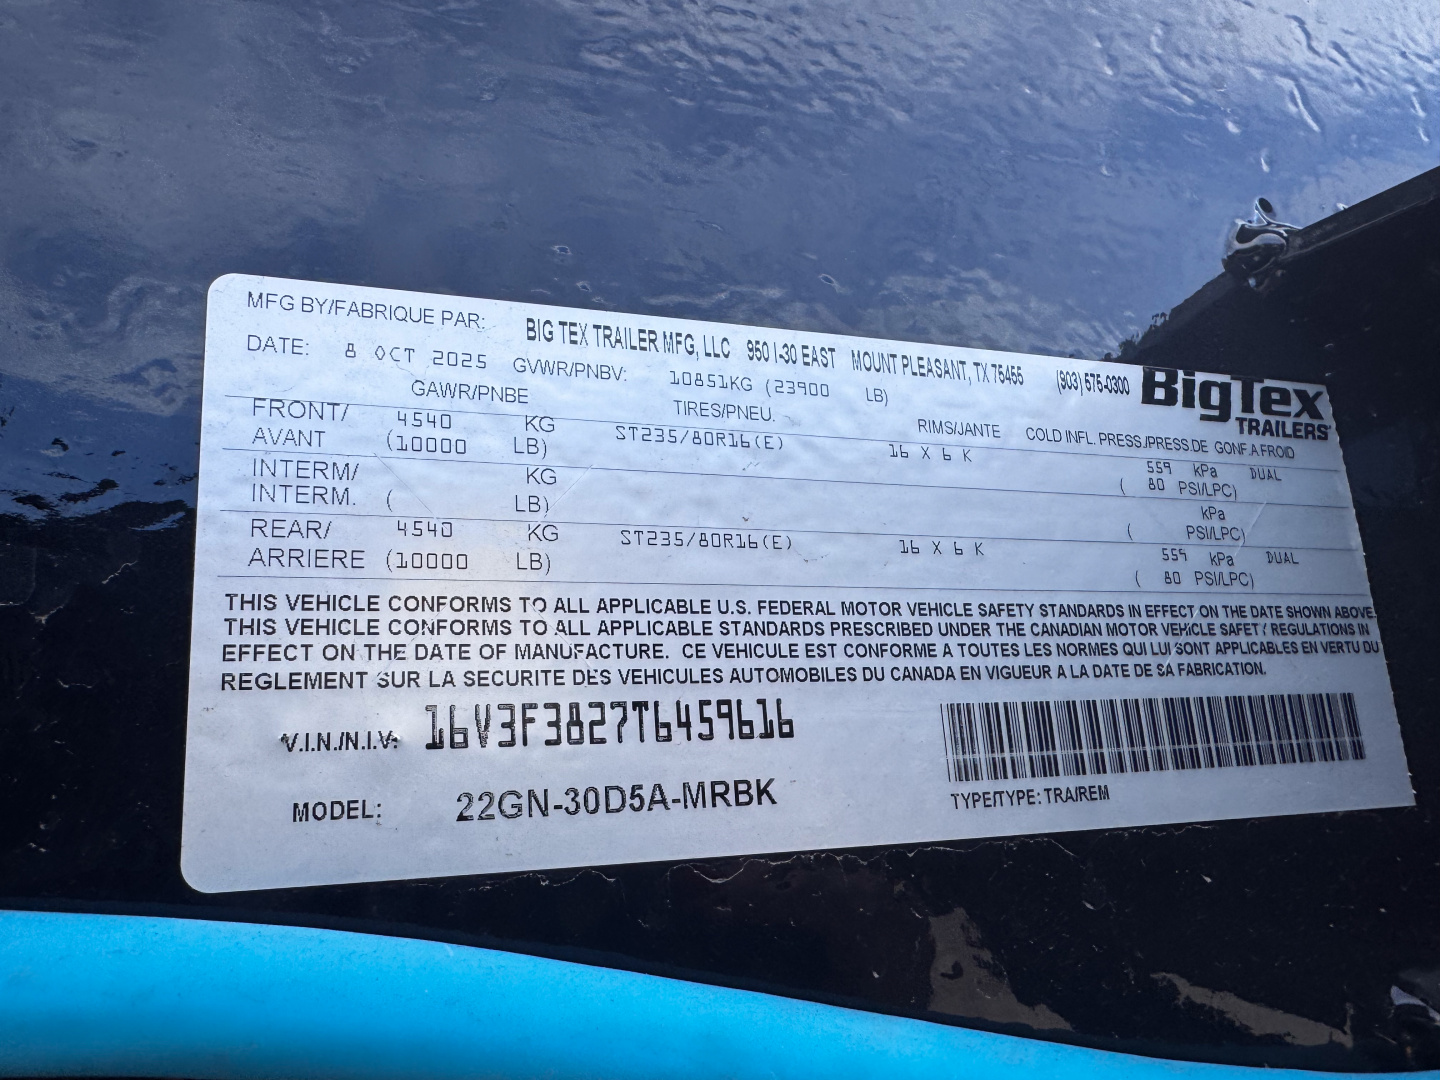 MFG BY/FABRIQUE PAR: BIG TEX TRAILER MFG, LLC 950 I-30 EAST MOUNT PLEASANT, TX 75455 (903) 575-0300
BigTex
TRAILERS
DATE: 8 OCT 2025 GVWR/PNBV: 10851KG (23900 LB)
GAWR/PNBE TIRES/PNEU. RIMS/JANTE COLD INFL. PRESS./PRESS.DE GONF.A FROID
FRONT/ 4540 KG ST235/80R16(E) 16 X 6 K 559 kPa DUAL
AVANT (10000 LB) ( 80 PSI/LPC)
INTERM/ KG kPa
INTERM. ( LB) ( PSI/LPC)
REAR/ 4540 KG ST235/80R16(E) 16 X 6 K 559 kPa DUAL
ARRIERE (10000 LB) ( 80 PSI/LPC)
THIS VEHICLE CONFORMS TO ALL APPLICABLE U.S. FEDERAL MOTOR VEHICLE SAFETY STANDARDS IN EFFECT ON THE DATE SHOWN ABOVE.
THIS VEHICLE CONFORMS TO ALL APPLICABLE STANDARDS PRESCRIBED UNDER THE CANADIAN MOTOR VEHICLE SAFETY REGULATIONS IN
EFFECT ON THE DATE OF MANUFACTURE. CE VEHICULE EST CONFORME A TOUTES LES NORMES QUI LUI SONT APPLICABLES EN VERTU DU
REGLEMENT SUR LA SECURITE DES VEHICULES AUTOMOBILES DU CANADA EN VIGUEUR A LA DATE DE SA FABRICATION.
V.I.N./N.I.V: 16V3F3827T6459616
MODEL: 22GN-30D5A-MRBK
TYPE/TYPE: TRA/REM